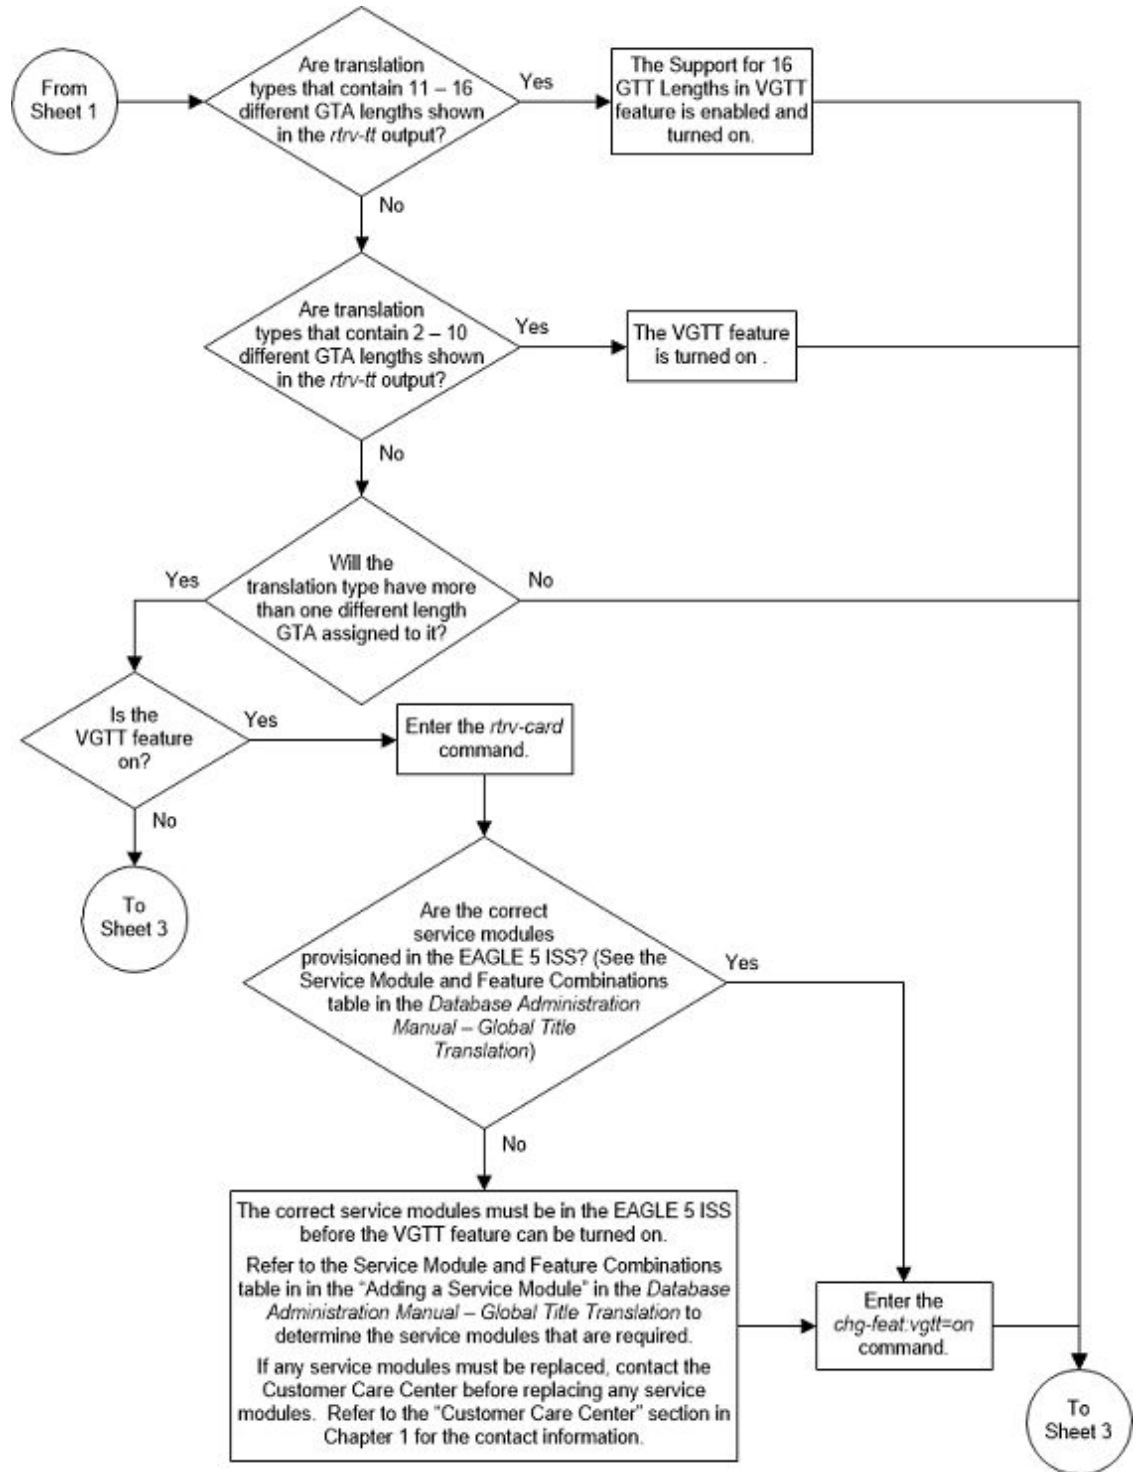 From
Sheet 1
Are translation
types that contain 11 – 16
different GTA lengths shown
in the rtrv-tt output?
Yes
The Support for 16
GTT Lengths in VGTT
feature is enabled and
turned on.
No
Are translation
types that contain 2 – 10
different GTA lengths shown
in the rtrv-tt output?
Yes
The VGTT feature
is turned on .
No
Will the
translation type have more
than one different length
GTA assigned to it?
Yes
No
Is the
VGTT feature
on?
Yes
Enter the rtrv-card
command.
No
To
Sheet 3
Are the correct
service modules
provisioned in the EAGLE 5 ISS? (See the
Service Module and Feature Combinations
table in the Database Administration
Manual – Global Title
Translation)
Yes
No
The correct service modules must be in the EAGLE 5 ISS
before the VGTT feature can be turned on.
Refer to the Service Module and Feature Combinations
table in in the “Adding a Service Module” in the Database
Administration Manual – Global Title Translation to
determine the service modules that are required.
If any service modules must be replaced, contact the
Customer Care Center before replacing any service
modules. Refer to the “Customer Care Center” section in
Chapter 1 for the contact information.
Enter the
chg-feat:vgtt=on
command.
To
Sheet 3